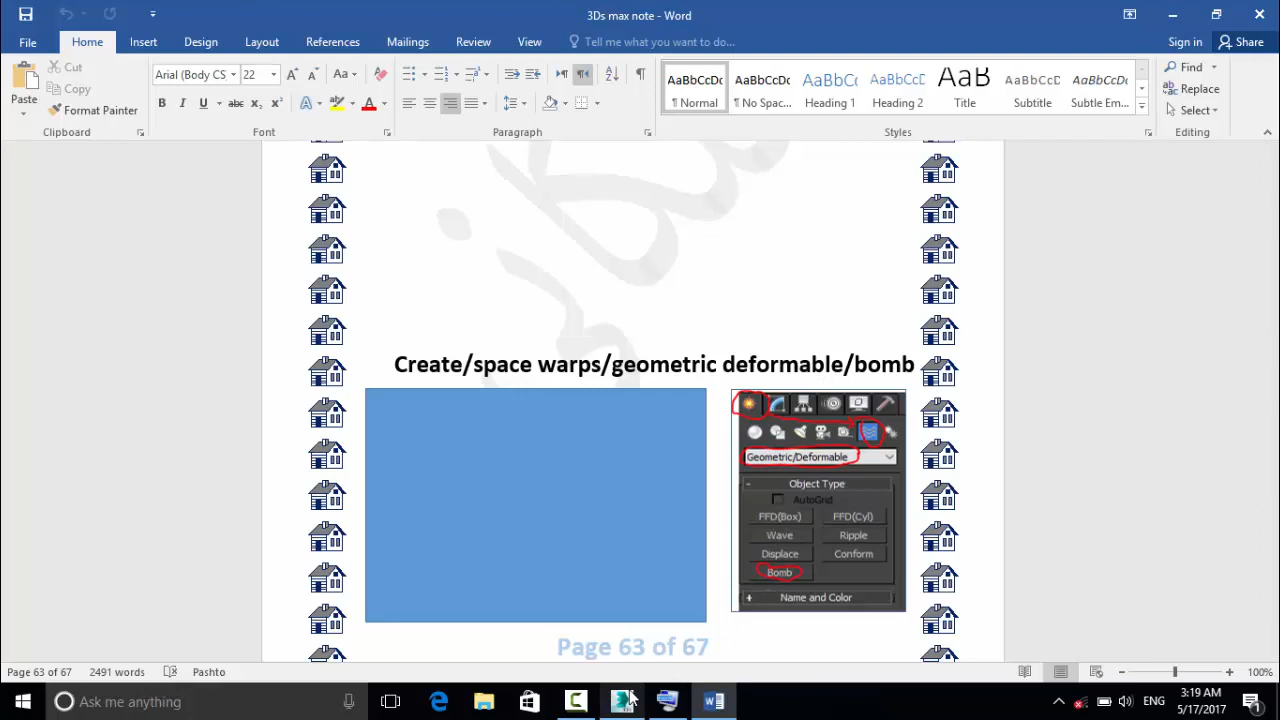 3Ds max note - Word
File Home Insert Design Layout References Mailings Review View Tell me what you want to do... Sign in Share
Paste
Cut
Copy
Format Painter
Clipboard
Arial (Body CS 22
Font
Paragraph
AaBbCcDc AaBbCcDc AaBbC AaBbCcC AaB AaBbCcD AaBbCcDt
¶ Normal ¶ No Spac... Heading 1 Heading 2 Title Subtitle Subtle Em...
Styles
Find
Replace
Select
Editing
Create/space warps/geometric deformable/bomb
Geometric/Deformable
- Object Type
AutoGrid
FFD(Box) FFD(Cyl)
Wave Ripple
Displace Conform
Bomb
+ Name and Color
Page 63 of 67
Page 63 of 67 2491 words Pashto 100%
Ask me anything
ENG
3:19 AM
5/17/2017